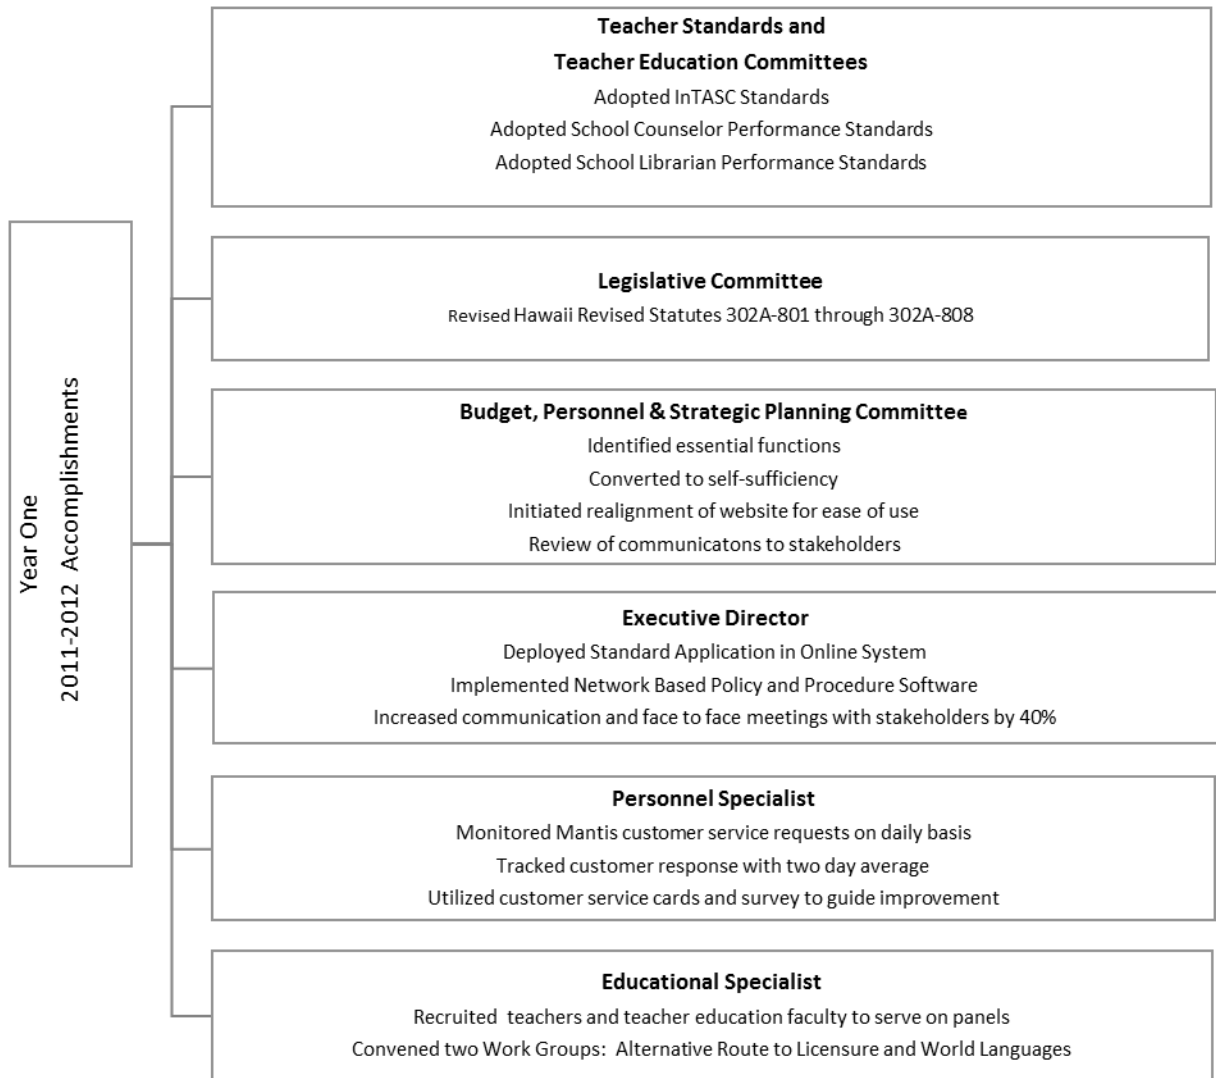 Year One
2011-2012 Accomplishments
Teacher Standards and
Teacher Education Committees
Adopted InTASC Standards
Adopted School Counselor Performance Standards
Adopted School Librarian Performance Standards
Legislative Committee
Revised Hawaii Revised Statutes 302A-801 through 302A-808
Budget, Personnel & Strategic Planning Committee
Identified essential functions
Converted to self-sufficiency
Initiated realignment of website for ease of use
Review of communicatons to stakeholders
Executive Director
Deployed Standard Application in Online System
Implemented Network Based Policy and Procedure Software
Increased communication and face to face meetings with stakeholders by 40%
Personnel Specialist
Monitored Mantis customer service requests on daily basis
Tracked customer response with two day average
Utilized customer service cards and survey to guide improvement
Educational Specialist
Recruited teachers and teacher education faculty to serve on panels
Convened two Work Groups: Alternative Route to Licensure and World Languages